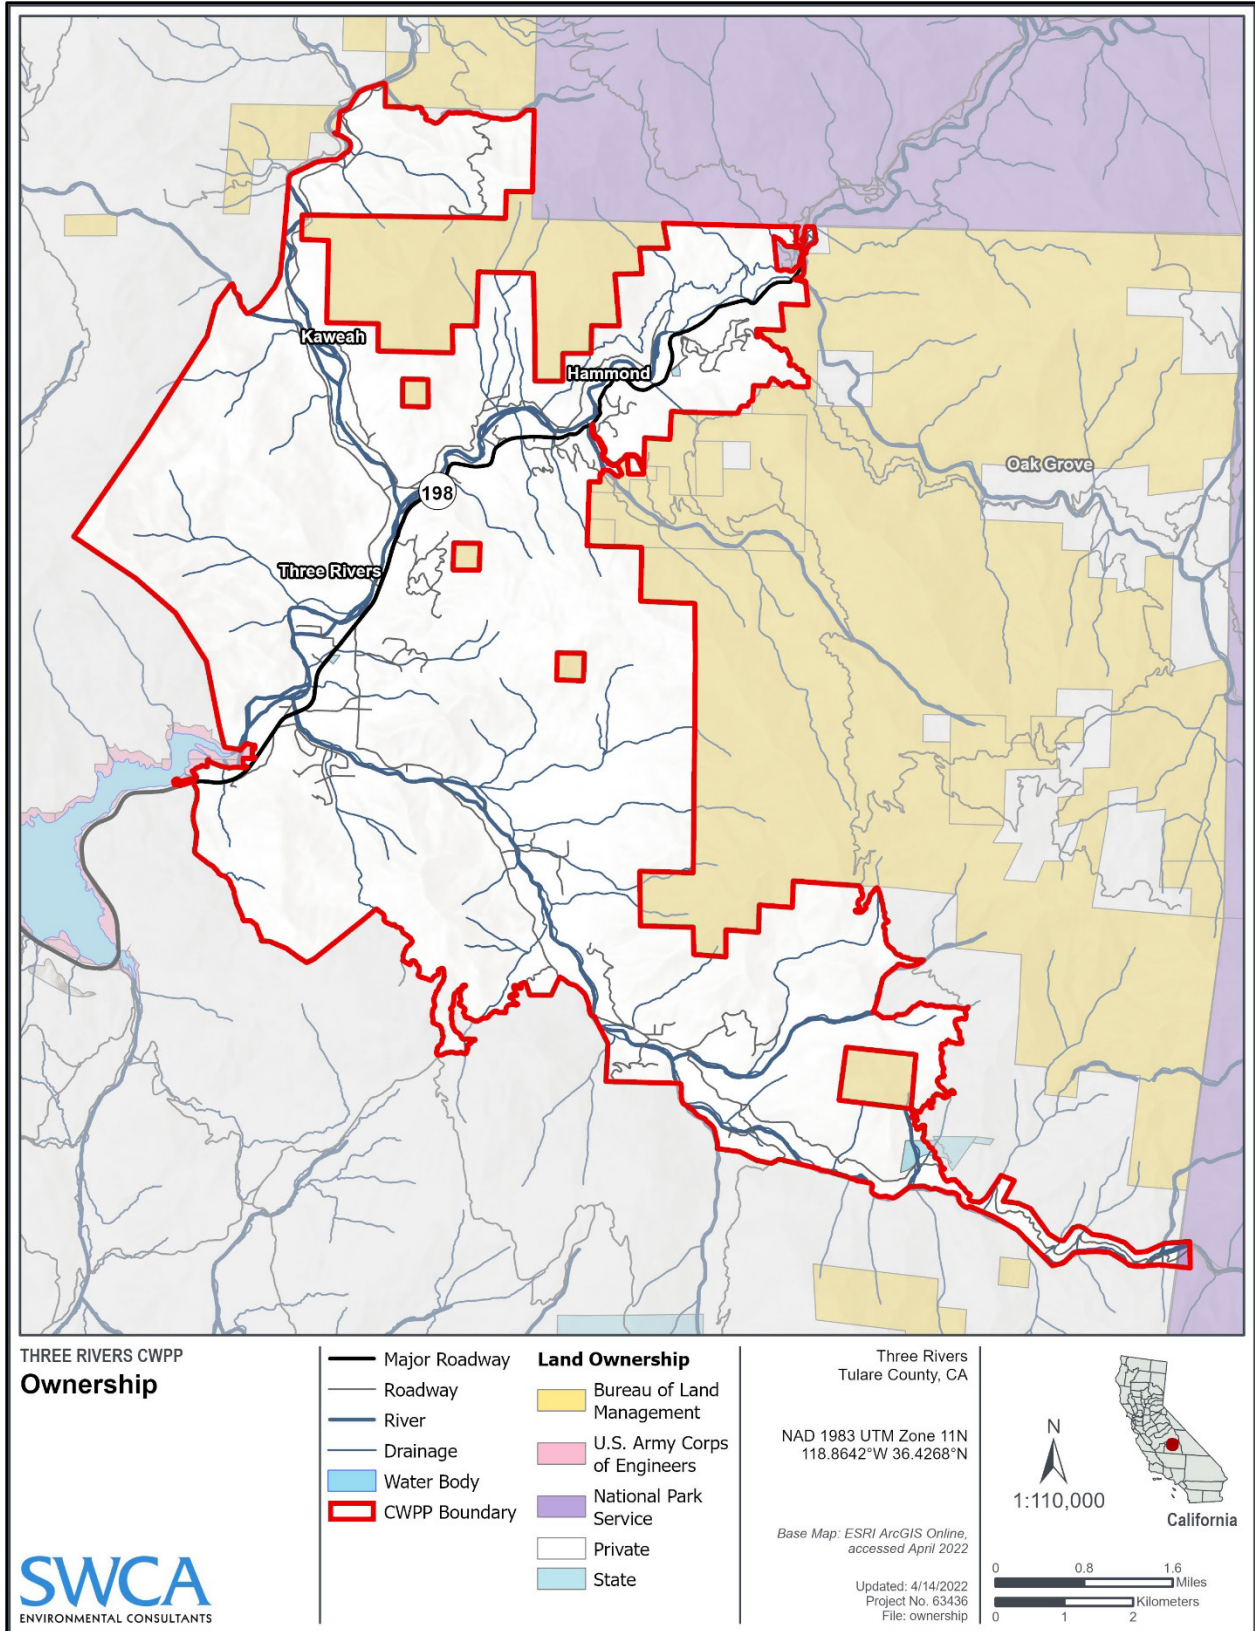 Kaweah
Hammond
Oak Grove
198
Three Rivers
THREE RIVERS CWPP
Ownership
SWCA
ENVIRONMENTAL CONSULTANTS
Major Roadway
Roadway
River
Drainage
Water Body
CWPP Boundary
Land Ownership
Bureau of Land
Management
U.S. Army Corps
of Engineers
National Park
Service
Private
State
Three Rivers
Tulare County, CA
NAD 1983 UTM Zone 11N
118.8642°W 36.4268°N
Base Map: ESRI ArcGIS Online,
accessed April 2022
Updated: 4/14/2022
Project No. 63436
File: ownership
N
1:110,000
California
0 0.8 1.6
Miles
Kilometers
0 1 2